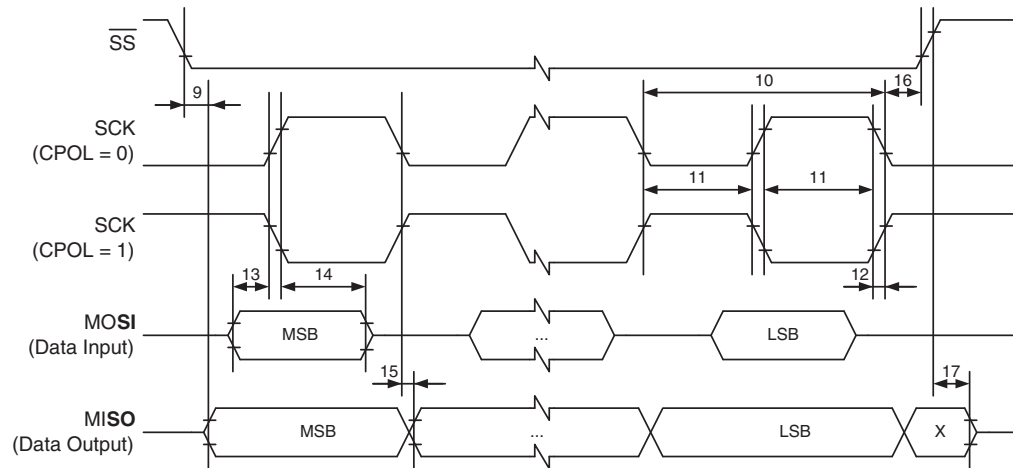 SS
10
9
16
SCK
(CPOL = 0)
11
11
SCK
(CPOL = 1)
13
14
12
MOSI
(Data Input)
MSB
...
LSB
15
17
MISO
(Data Output)
MSB
...
LSB
X